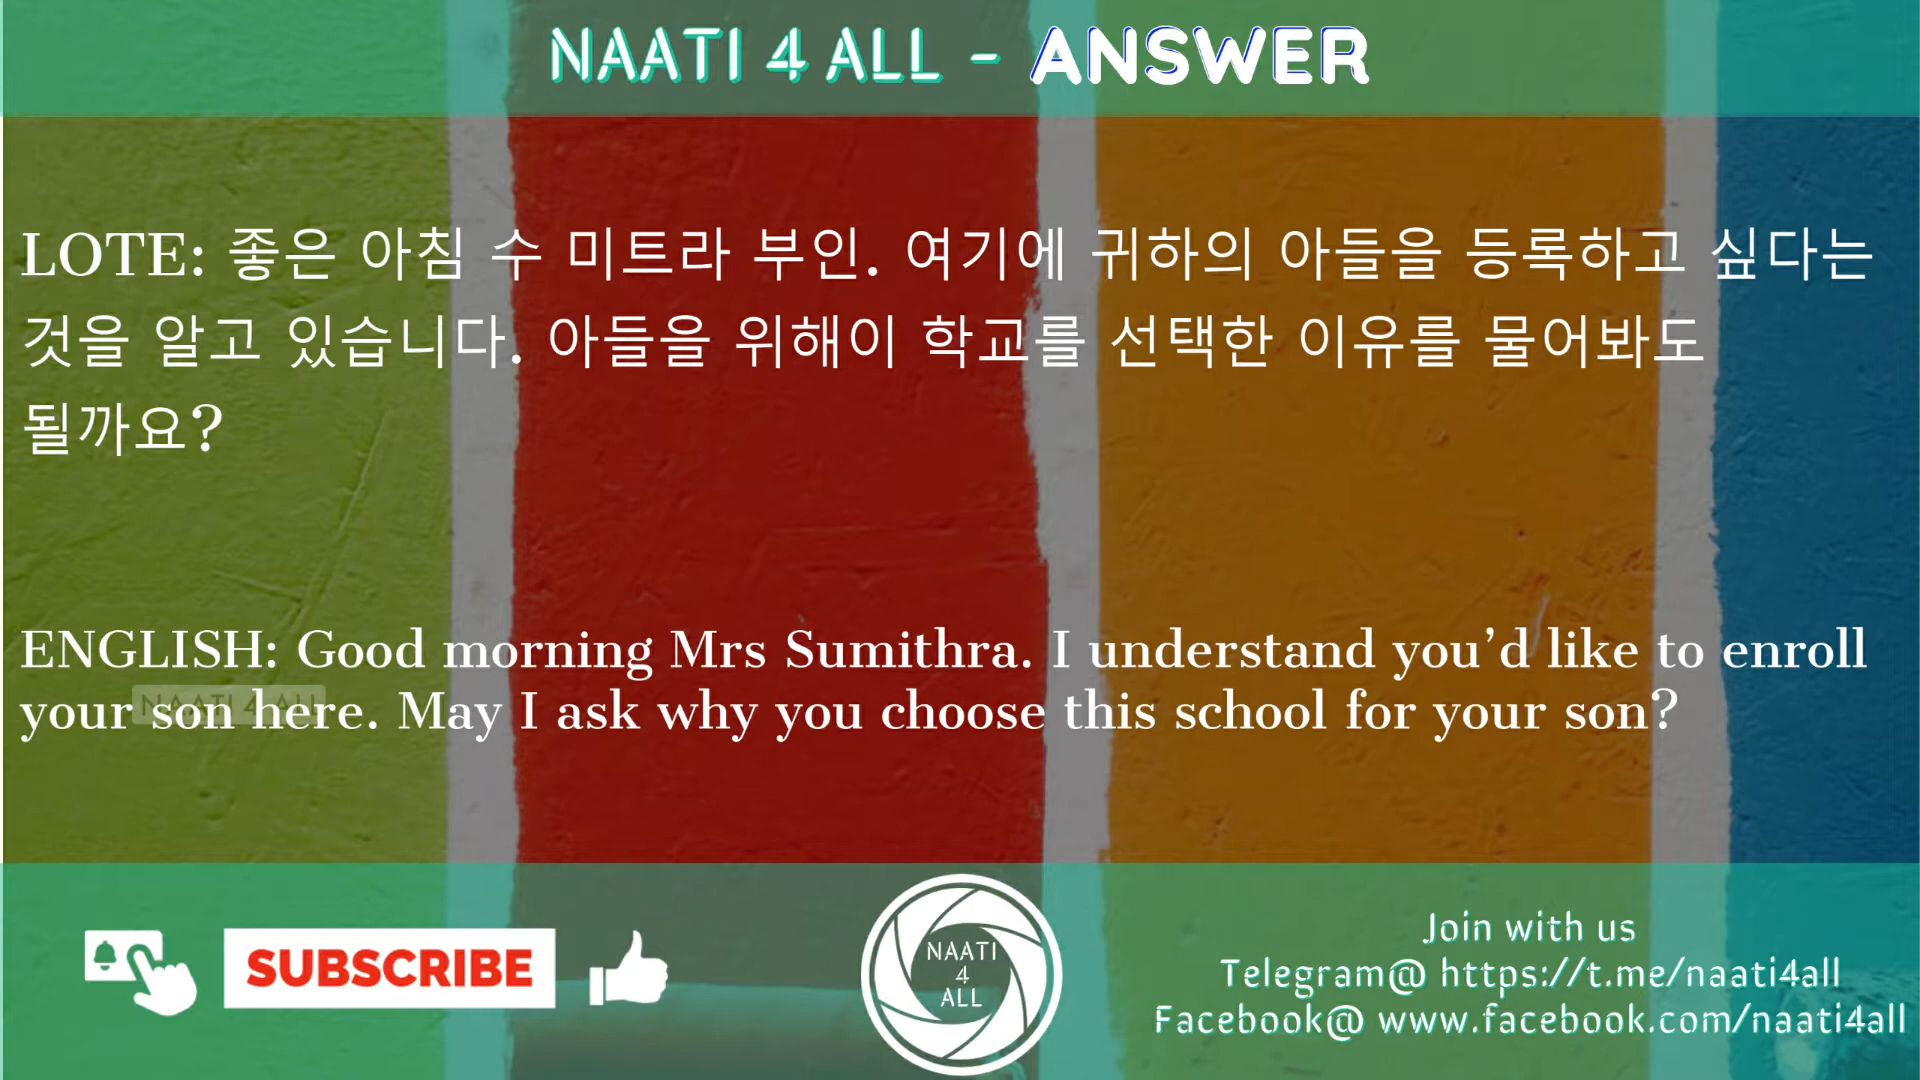 NAATI 4 ALL - ANSWER
LOTE: 좋은 아침 수 미트라 부인. 여기에 귀하의 아들을 등록하고 싶다는
것을 알고 있습니다. 아들을 위해이 학교를 선택한 이유를 물어봐도
될까요?
ENGLISH: Good morning Mrs Sumithra. I understand you’d like to enroll
your son here. May I ask why you choose this school for your son?
NAATI 4 ALL
SUBSCRIBE
NAATI
4
ALL
Join with us
Telegram@ https://t.me/naati4all
Facebook@ www.facebook.com/naati4all